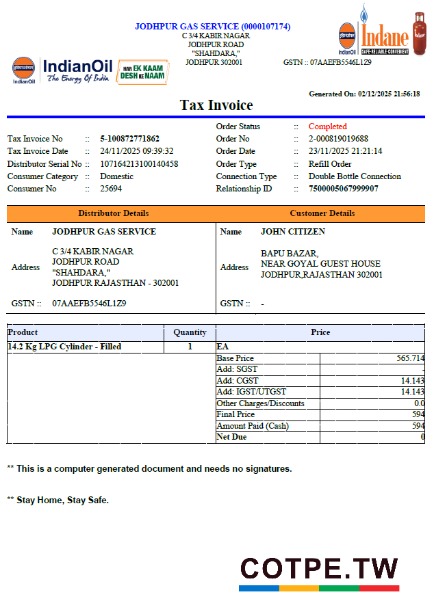 JODHPUR GAS SERVICE (0000107174)
C 3/4 KABIR NAGAR
JODHPUR ROAD
"SHAHDARA,"
JODHPUR 302001
GSTN :: 07AAEFB5546L1Z9
IndianOil
IndianOil
The Energy Of India
HAR EK KAAM
DESH KE NAAM
IndianOil
Indane
SAFE • RELIABLE • CONVENIENT
Generated On: 02/12/2025 21:56:18
Tax Invoice
Order Status :: Completed
Tax Invoice No :: 5-100872771862
Order No :: 2-000819019688
Tax Invoice Date :: 24/11/2025 09:39:32
Order Date :: 23/11/2025 21:21:14
Distributor Serial No :: 107164213100140458
Order Type :: Refill Order
Consumer Category :: Domestic
Connection Type :: Double Bottle Connection
Consumer No :: 25694
Relationship ID :: 7500005067999907
Distributor Details
Customer Details
Name JODHPUR GAS SERVICE
Name JOHN CITIZEN
Address C 3/4 KABIR NAGAR
JODHPUR ROAD
"SHAHDARA,"
JODHPUR RAJASTHAN - 302001
Address BAPU BAZAR,
NEAR GOYAL GUEST HOUSE
JODHPUR,RAJASTHAN 302001
GSTN :: 07AAEFB5546L1Z9
GSTN :: -
Product Quantity Price
14.2 Kg LPG Cylinder - Filled 1 EA
Base Price 565.714
Add: SGST -
Add: CGST 14.143
Add: IGST/UTGST 14.143
Other Charges/Discounts 0.0
Final Price 594
Amount Paid (Cash) 594
Net Due 0
** This is a computer generated document and needs no signatures.
** Stay Home, Stay Safe.
COTPE.TW